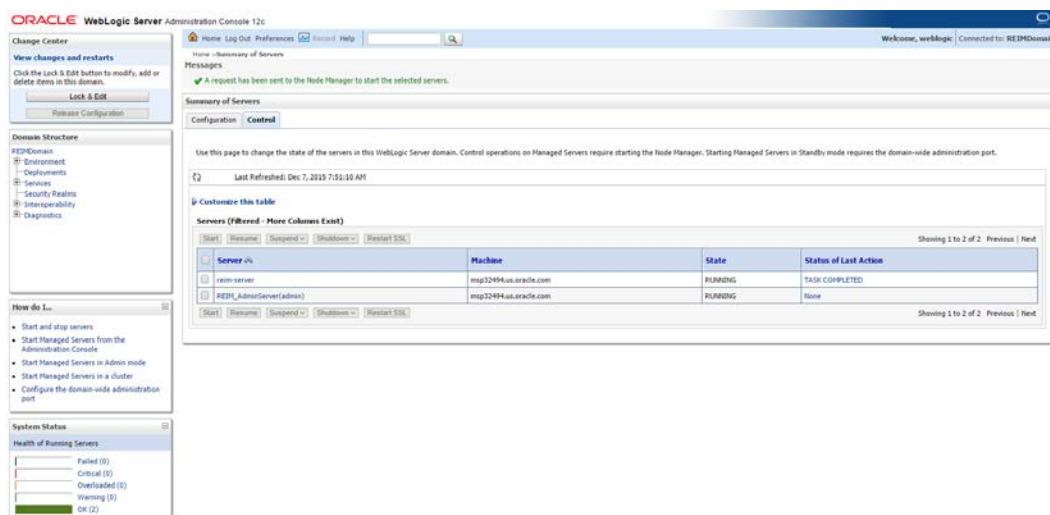 ORACLE WebLogic Server Administration Console 12c
Change Center
View changes and restarts
Click the Lock & Edit button to modify, add or
delete items in this domain.
Lock & Edit
Release Configuration
Domain Structure
REIMDomain
Environment
Deployments
Services
Security Realms
Interoperability
Diagnostics
How do I...
Start and stop servers
Start Managed Servers from the
Administration Console
Start Managed Servers in Admin mode
Start Managed Servers in a cluster
Configure the domain-wide administration
port
System Status
Health of Running Servers
Failed (0)
Critical (0)
Overloaded (0)
Warning (0)
OK (2)
Home Log Out Preferences Record Help
Welcome, weblogic Connected to: REIMDomai
Home >Summary of Servers
Messages
A request has been sent to the Node Manager to start the selected servers.
Summary of Servers
Configuration Control
Use this page to change the state of the servers in this WebLogic Server domain. Control operations on Managed Servers require starting the Node Manager. Starting Managed Servers in Standby mode requires the domain-wide administration port.
Last Refreshed: Dec 7, 2015 7:51:10 AM
Customize this table
Servers (Filtered - More Columns Exist)
Start Resume Suspend Shutdown Restart SSL Showing 1 to 2 of 2 Previous | Next
Server Machine State Status of Last Action
reim-server msp32494.us.oracle.com RUNNING TASK COMPLETED
REIM_AdminServer(admin) msp32494.us.oracle.com RUNNING None
Start Resume Suspend Shutdown Restart SSL Showing 1 to 2 of 2 Previous | Next